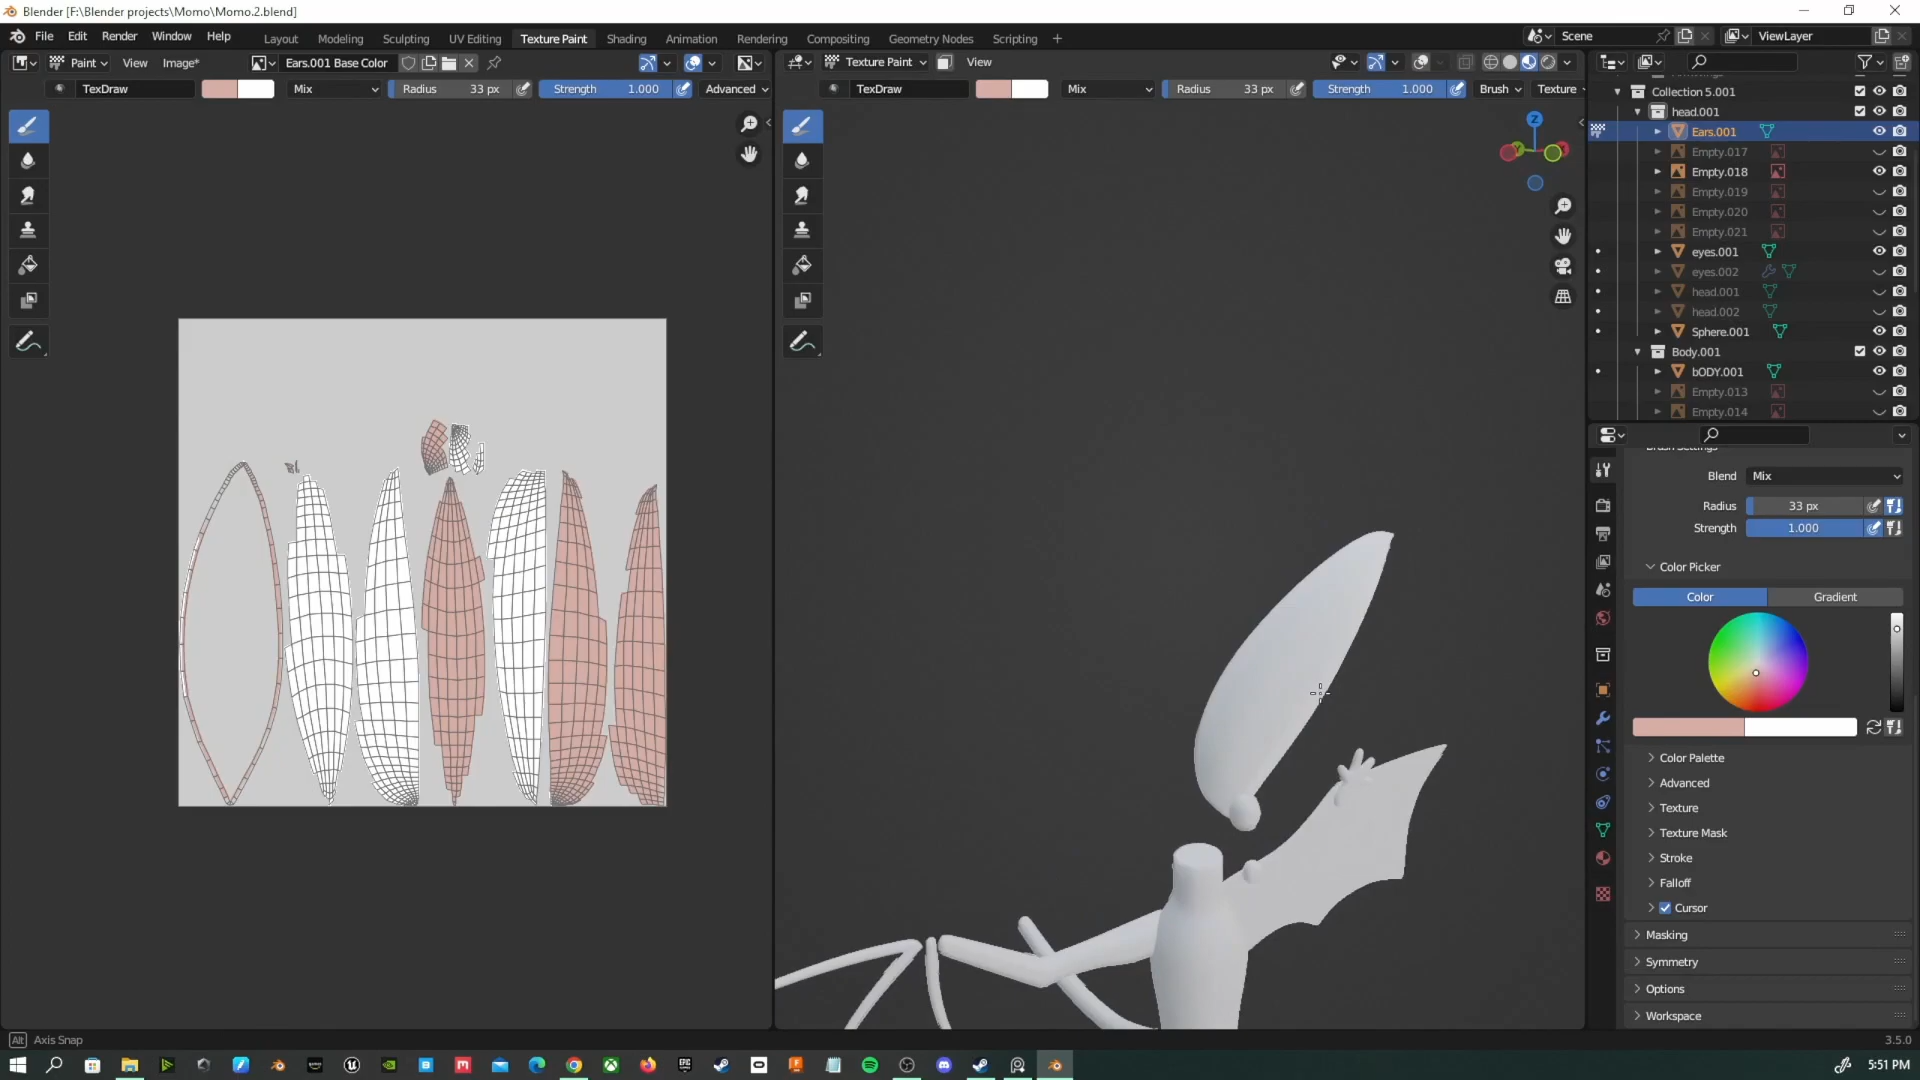 Blender [F:\Blender projects\Momo\Momo.2.blend]
File Edit Render Window Help
Layout Modeling Sculpting UV Editing Texture Paint Shading Animation Rendering Compositing Geometry Nodes Scripting +
Scene ViewLayer
Paint View Image* Ears.001 Base Color
TexDraw Mix Radius 33 px Strength 1.000 Advanced
Texture Paint View
TexDraw Mix Radius 33 px Strength 1.000 Brush Texture
Z
Collection 5.001
head.001
Ears.001
Empty.017
Empty.018
Empty.019
Empty.020
Empty.021
eyes.001
eyes.002
head.001
head.002
Sphere.001
Body.001
bODY.001
Empty.013
Empty.014
Blend Mix
Radius 33 px
Strength 1.000
Color Picker
Color Gradient
Color Palette
Advanced
Texture
Texture Mask
Stroke
Falloff
Cursor
Masking
Symmetry
Options
Workspace
Alt Axis Snap
3.5.0
5:51 PM